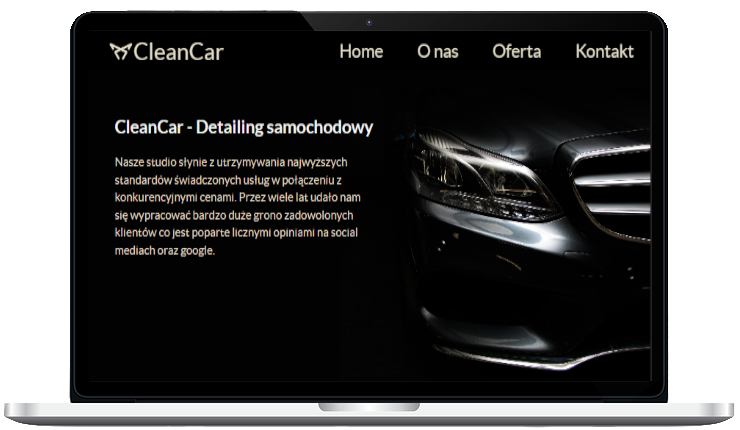 CleanCar
Home O nas Oferta Kontakt
CleanCar - Detailing samochodowy
Nasze studio słynie z utrzymywania najwyższych
standardów świadczonych usług w połączeniu z
konkurencyjnymi cenami. Przez wiele lat udało nam
się wypracować bardzo duże grono zadowolonych
klientów co jest poparte licznymi opiniami na social
mediach oraz google.